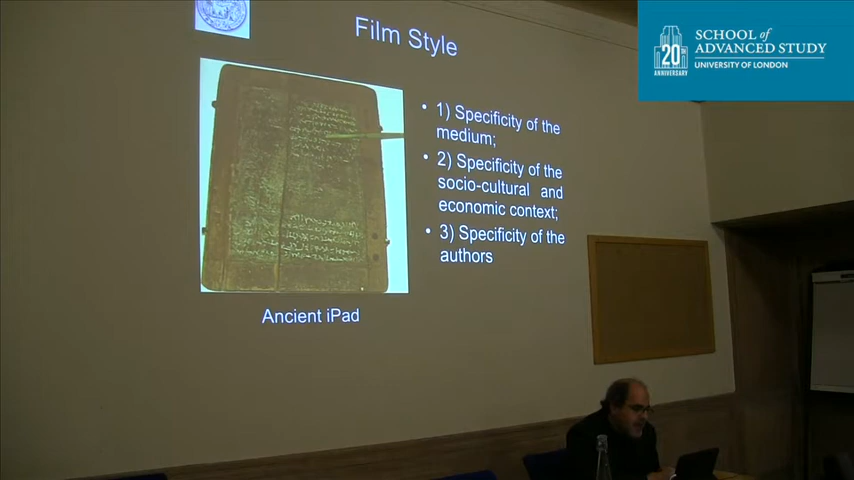 Film Style
• 1) Specificity of the
medium;
• 2) Specificity of the
socio-cultural and
economic context;
• 3) Specificity of the
authors
Ancient iPad
20
ANNIVERSARY
SCHOOL of
ADVANCED STUDY
UNIVERSITY OF LONDON